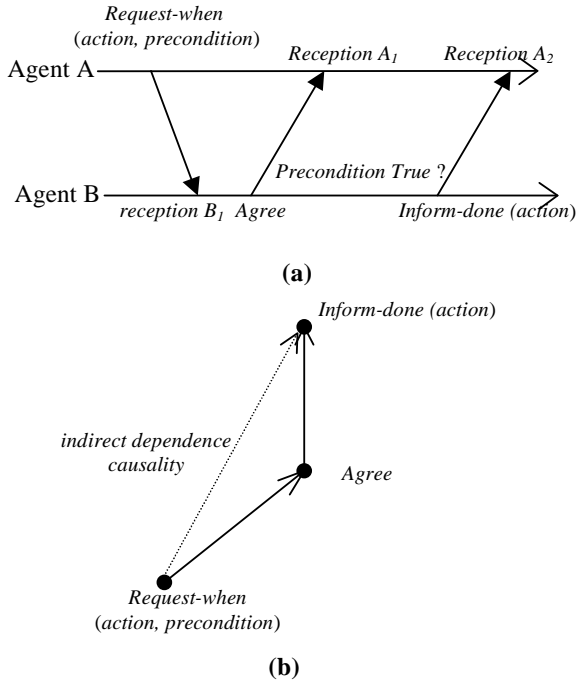 Request-when
(action, precondition)
Reception A1
Reception A2
Agent A
Precondition True ?
Agent B
reception B1 Agree
Inform-done (action)
(a)
Inform-done (action)
indirect dependence
causality
Agree
Request-when
(action, precondition)
(b)